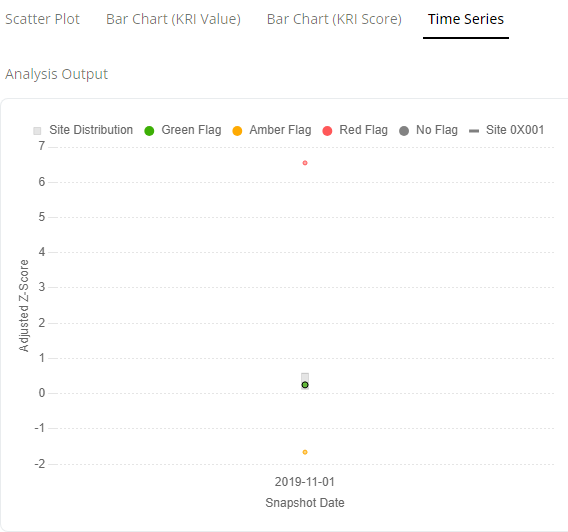 Scatter Plot Bar Chart (KRI Value) Bar Chart (KRI Score) Time Series
Analysis Output
Site Distribution Green Flag Amber Flag Red Flag No Flag Site 0X001
7
6
5
4
3
2
1
0
-1
-2
Adjusted Z-Score
2019-11-01
Snapshot Date